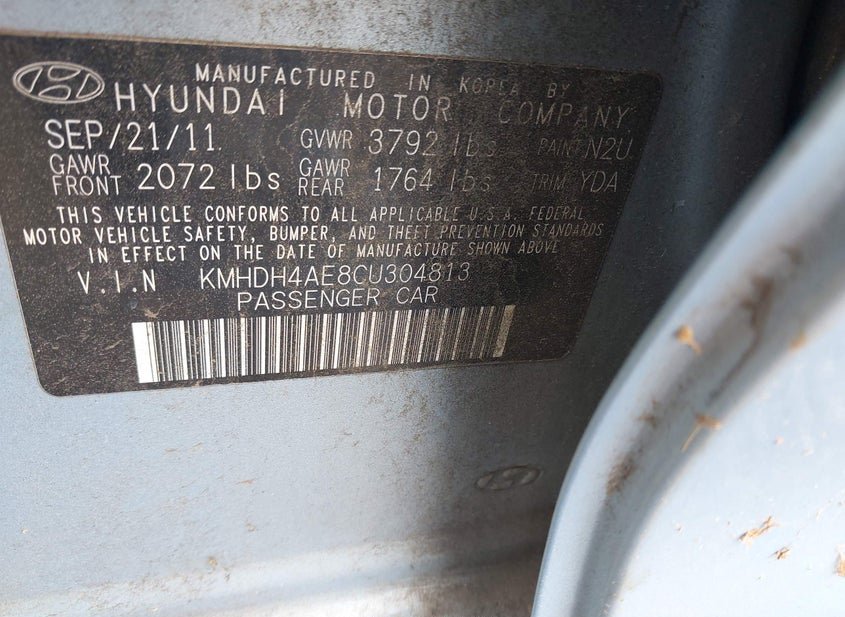 MANUFACTURED IN KOREA BY
HYUNDAI MOTOR COMPANY
SEP/21/11 GVWR 3792 lbs PAINT N2U
GAWR FRONT 2072 lbs GAWR REAR 1764 lbs TRIM YDA
THIS VEHICLE CONFORMS TO ALL APPLICABLE U.S.A. FEDERAL
MOTOR VEHICLE SAFETY, BUMPER, AND THEFT PREVENTION STANDARDS
IN EFFECT ON THE DATE OF MANUFACTURE SHOWN ABOVE
V.I.N KMHDH4AE8CU304813
PASSENGER CAR